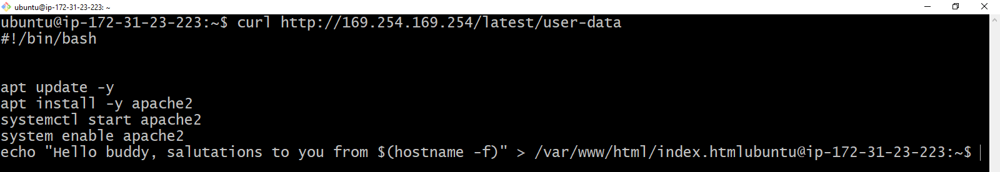 ubuntu@ip-172-31-23-223: ~
ubuntu@ip-172-31-23-223:~$ curl http://169.254.169.254/latest/user-data
#!/bin/bash
apt update -y
apt install -y apache2
systemctl start apache2
system enable apache2
echo "Hello buddy, salutations to you from $(hostname -f)" > /var/www/html/index.htmlubuntu@ip-172-31-23-223:~$